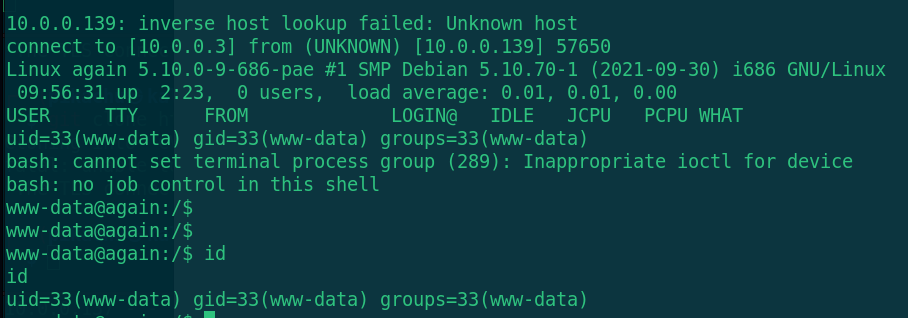 10.0.0.139: inverse host lookup failed: Unknown host
connect to [10.0.0.3] from (UNKNOWN) [10.0.0.139] 57650
Linux again 5.10.0-9-686-pae #1 SMP Debian 5.10.70-1 (2021-09-30) i686 GNU/Linux
 09:56:31 up  2:23,  0 users,  load average: 0.01, 0.01, 0.00
USER     TTY      FROM             LOGIN@   IDLE   JCPU   PCPU WHAT
uid=33(www-data) gid=33(www-data) groups=33(www-data)
bash: cannot set terminal process group (289): Inappropriate ioctl for device
bash: no job control in this shell
www-data@again:/$
www-data@again:/$
www-data@again:/$ id
id
uid=33(www-data) gid=33(www-data) groups=33(www-data)
www-data@again:/$